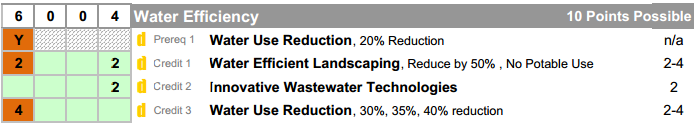 6 0 0 4 Water Efficiency 10 Points Possible
Y d Prereq 1 Water Use Reduction, 20% Reduction n/a
2 2 d Credit 1 Water Efficient Landscaping, Reduce by 50% , No Potable Use 2-4
2 d Credit 2 Innovative Wastewater Technologies 2
4 d Credit 3 Water Use Reduction, 30%, 35%, 40% reduction 2-4